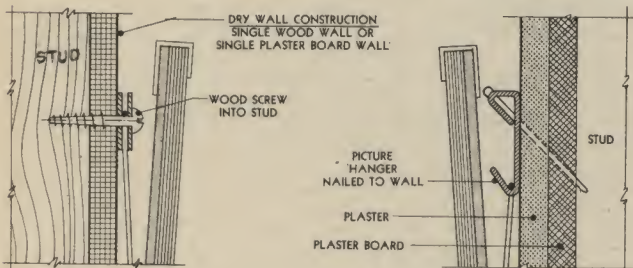 DRY WALL CONSTRUCTION
SINGLE WOOD WALL OR
SINGLE PLASTER BOARD WALL
STUD
WOOD SCREW
INTO STUD
PICTURE
HANGER
NAILED TO WALL
STUD
PLASTER
PLASTER BOARD